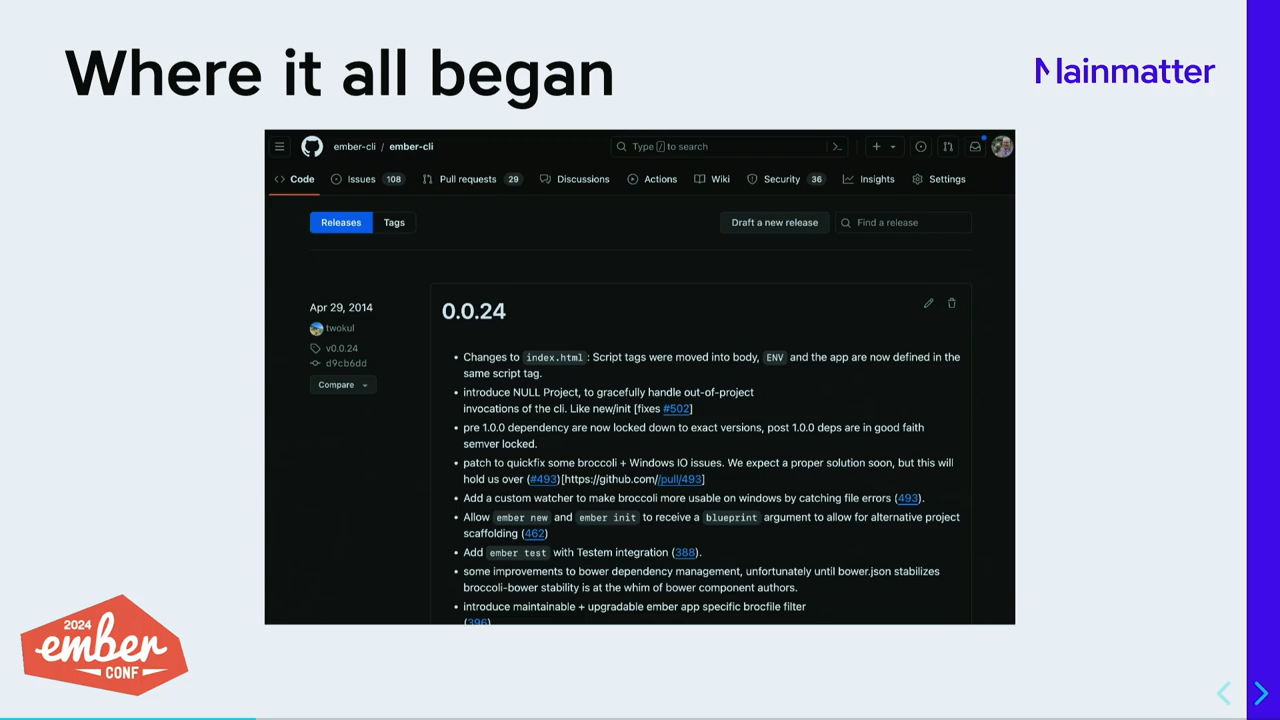 Where it all began
Mainmatter
ember-cli / ember-cli
Type / to search
Code
Issues 108
Pull requests 29
Discussions
Actions
Wiki
Security 36
Insights
Settings
Releases
Tags
Draft a new release
Find a release
Apr 29, 2014
twokul
v0.0.24
d9cb6dd
Compare
0.0.24
• Changes to index.html: Script tags were moved into body, ENV and the app are now defined in the
same script tag.
• introduce NULL Project, to gracefully handle out-of-project
invocations of the cli. Like new/init [fixes #502]
• pre 1.0.0 dependency are now locked down to exact versions, post 1.0.0 deps are in good faith
semver locked.
• patch to quickfix some broccoli + Windows IO issues. We expect a proper solution soon, but this will
hold us over (#493)[https://github.com//pull/493]
• Add a custom watcher to make broccoli more usable on windows by catching file errors (493).
• Allow ember new and ember init to receive a blueprint argument to allow for alternative project
scaffolding (462)
• Add ember test with Testem integration (388).
• some improvements to bower dependency management, unfortunately until bower.json stabilizes
broccoli-bower stability is at the whim of bower component authors.
• introduce maintainable + upgradable ember app specific brocfile filter
(396)
2024
ember
CONF